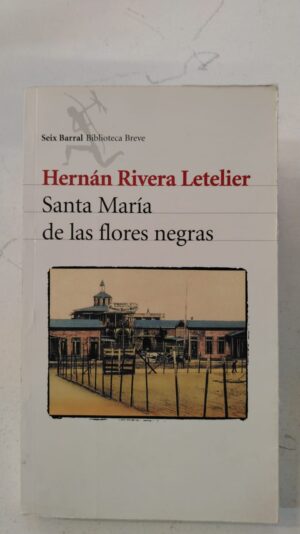 Seix Barral Biblioteca Breve
Hernán Rivera Letelier
Santa María
de las flores negras